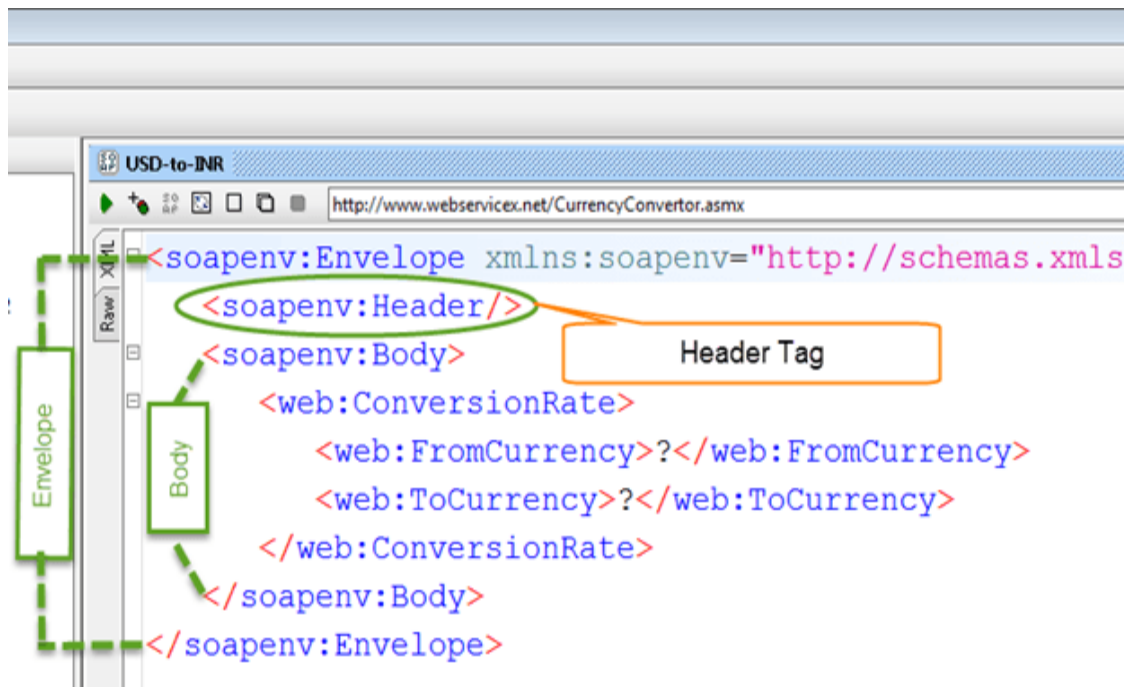 USD-to-INR
http://www.webservicex.net/CurrencyConvertor.asmx
XML
Raw
<soapenv:Envelope xmlns:soapenv="http://schemas.xmls
<soapenv:Header/>
Header Tag
<soapenv:Body>
<web:ConversionRate>
<web:FromCurrency>?</web:FromCurrency>
<web:ToCurrency>?</web:ToCurrency>
</web:ConversionRate>
</soapenv:Body>
</soapenv:Envelope>
Envelope
Body